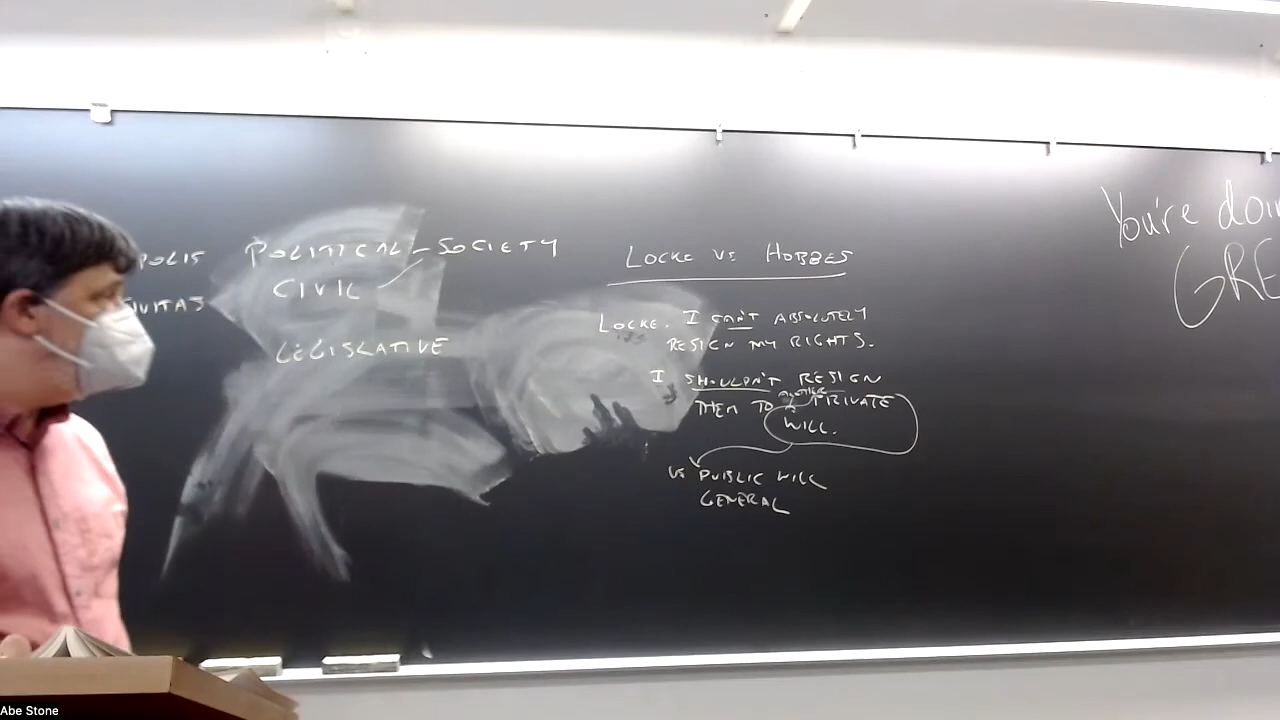 POLIS POLITICAL - SOCIETY
CIVITAS CIVIL
LEGISLATIVE
LOCKE VS HOBBES
LOCKE. I CAN'T ABSOLUTELY
RESIGN MY RIGHTS.
I SHOULDN'T RESIGN
THEM TO ANOTHER PRIVATE
WILL.
VS PUBLIC WILL
GENERAL
You're doin
GRE
Abe Stone